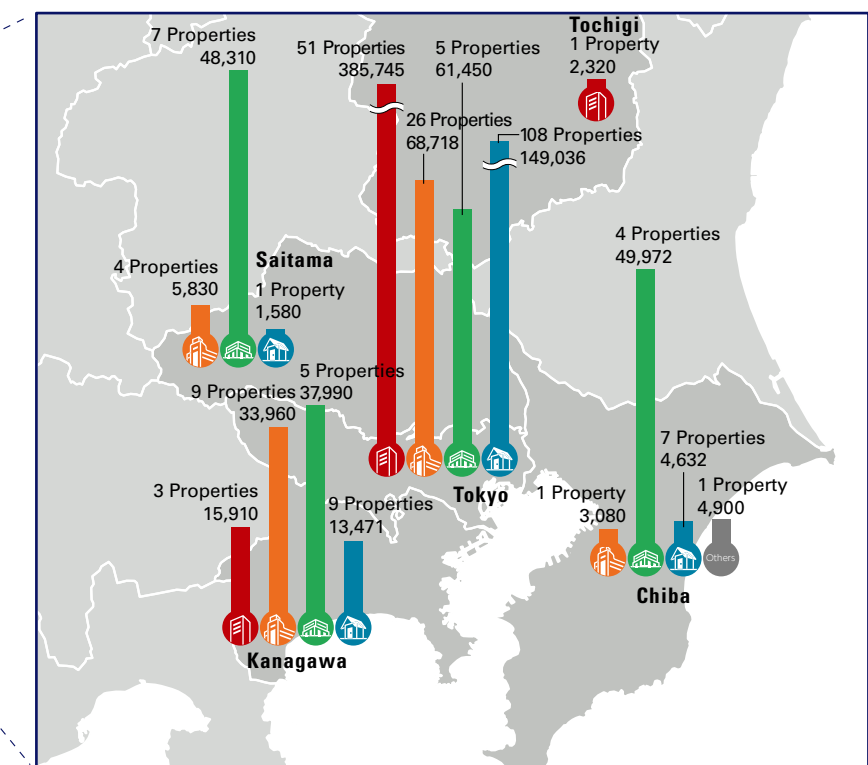 Tochigi
1 Property
2,320
7 Properties
48,310
51 Properties
385,745
5 Properties
61,450
26 Properties
68,718
108 Properties
149,036
4 Properties
49,972
Saitama
4 Properties
5,830
1 Property
1,580
5 Properties
37,990
9 Properties
33,960
Tokyo
7 Properties
4,632
1 Property
3,080
1 Property
4,900
Others
3 Properties
15,910
9 Properties
13,471
Chiba
Kanagawa